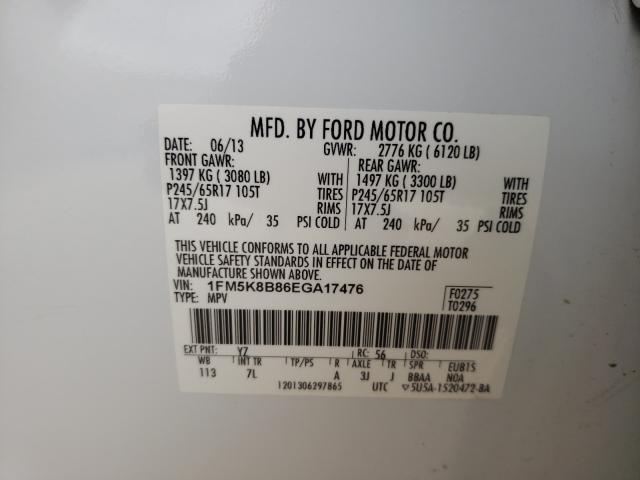 MFD. BY FORD MOTOR CO.
DATE: 06/13 GVWR: 2776 KG ( 6120 LB)
FRONT GAWR: REAR GAWR:
1397 KG ( 3080 LB) WITH 1497 KG ( 3300 LB) WITH
P245/65R17 105T TIRES P245/65R17 105T TIRES
17X7.5J RIMS 17X7.5J RIMS
AT 240 kPa/ 35 PSI COLD AT 240 kPa/ 35 PSI COLD
THIS VEHICLE CONFORMS TO ALL APPLICABLE FEDERAL MOTOR
VEHICLE SAFETY STANDARDS IN EFFECT ON THE DATE OF
MANUFACTURE SHOWN ABOVE.
VIN: 1FM5K8B86EGA17476 F0275
TYPE: MPV T0296
EXT PNT: Y7 RC: 56 DSO:
WB INT TR TP/PS R AXLE TR SPR EUB15
113 7L A 3J J BBAA NOA
1201306297865 UTC ▽5U5A-1520472-BA